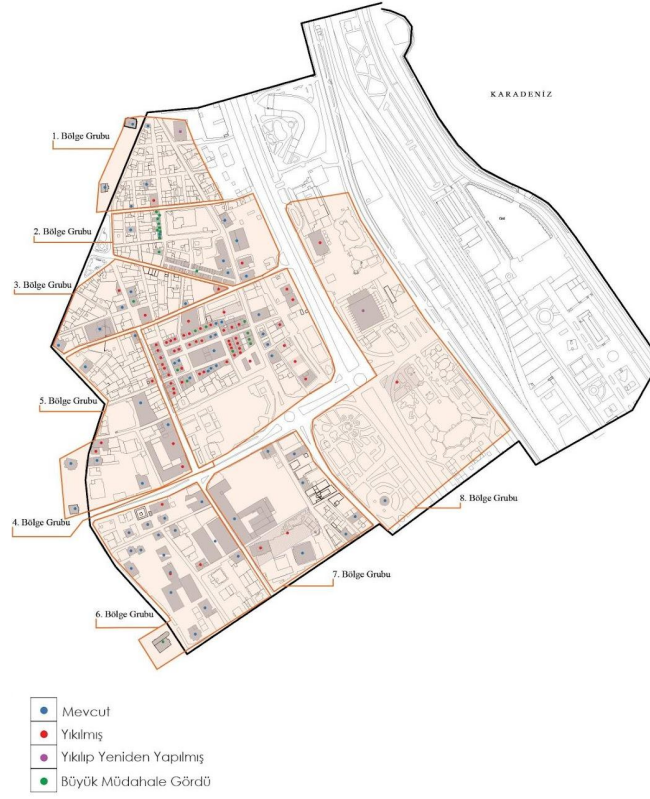 KARADENİZ
1. Bölge Grubu
2. Bölge Grubu
3. Bölge Grubu
5. Bölge Grubu
8. Bölge Grubu
4. Bölge Grubu
7. Bölge Grubu
6. Bölge Grubu
Mevcut
Yıkılmış
Yıkılıp Yeniden Yapılmış
Büyük Müdahale Gördü